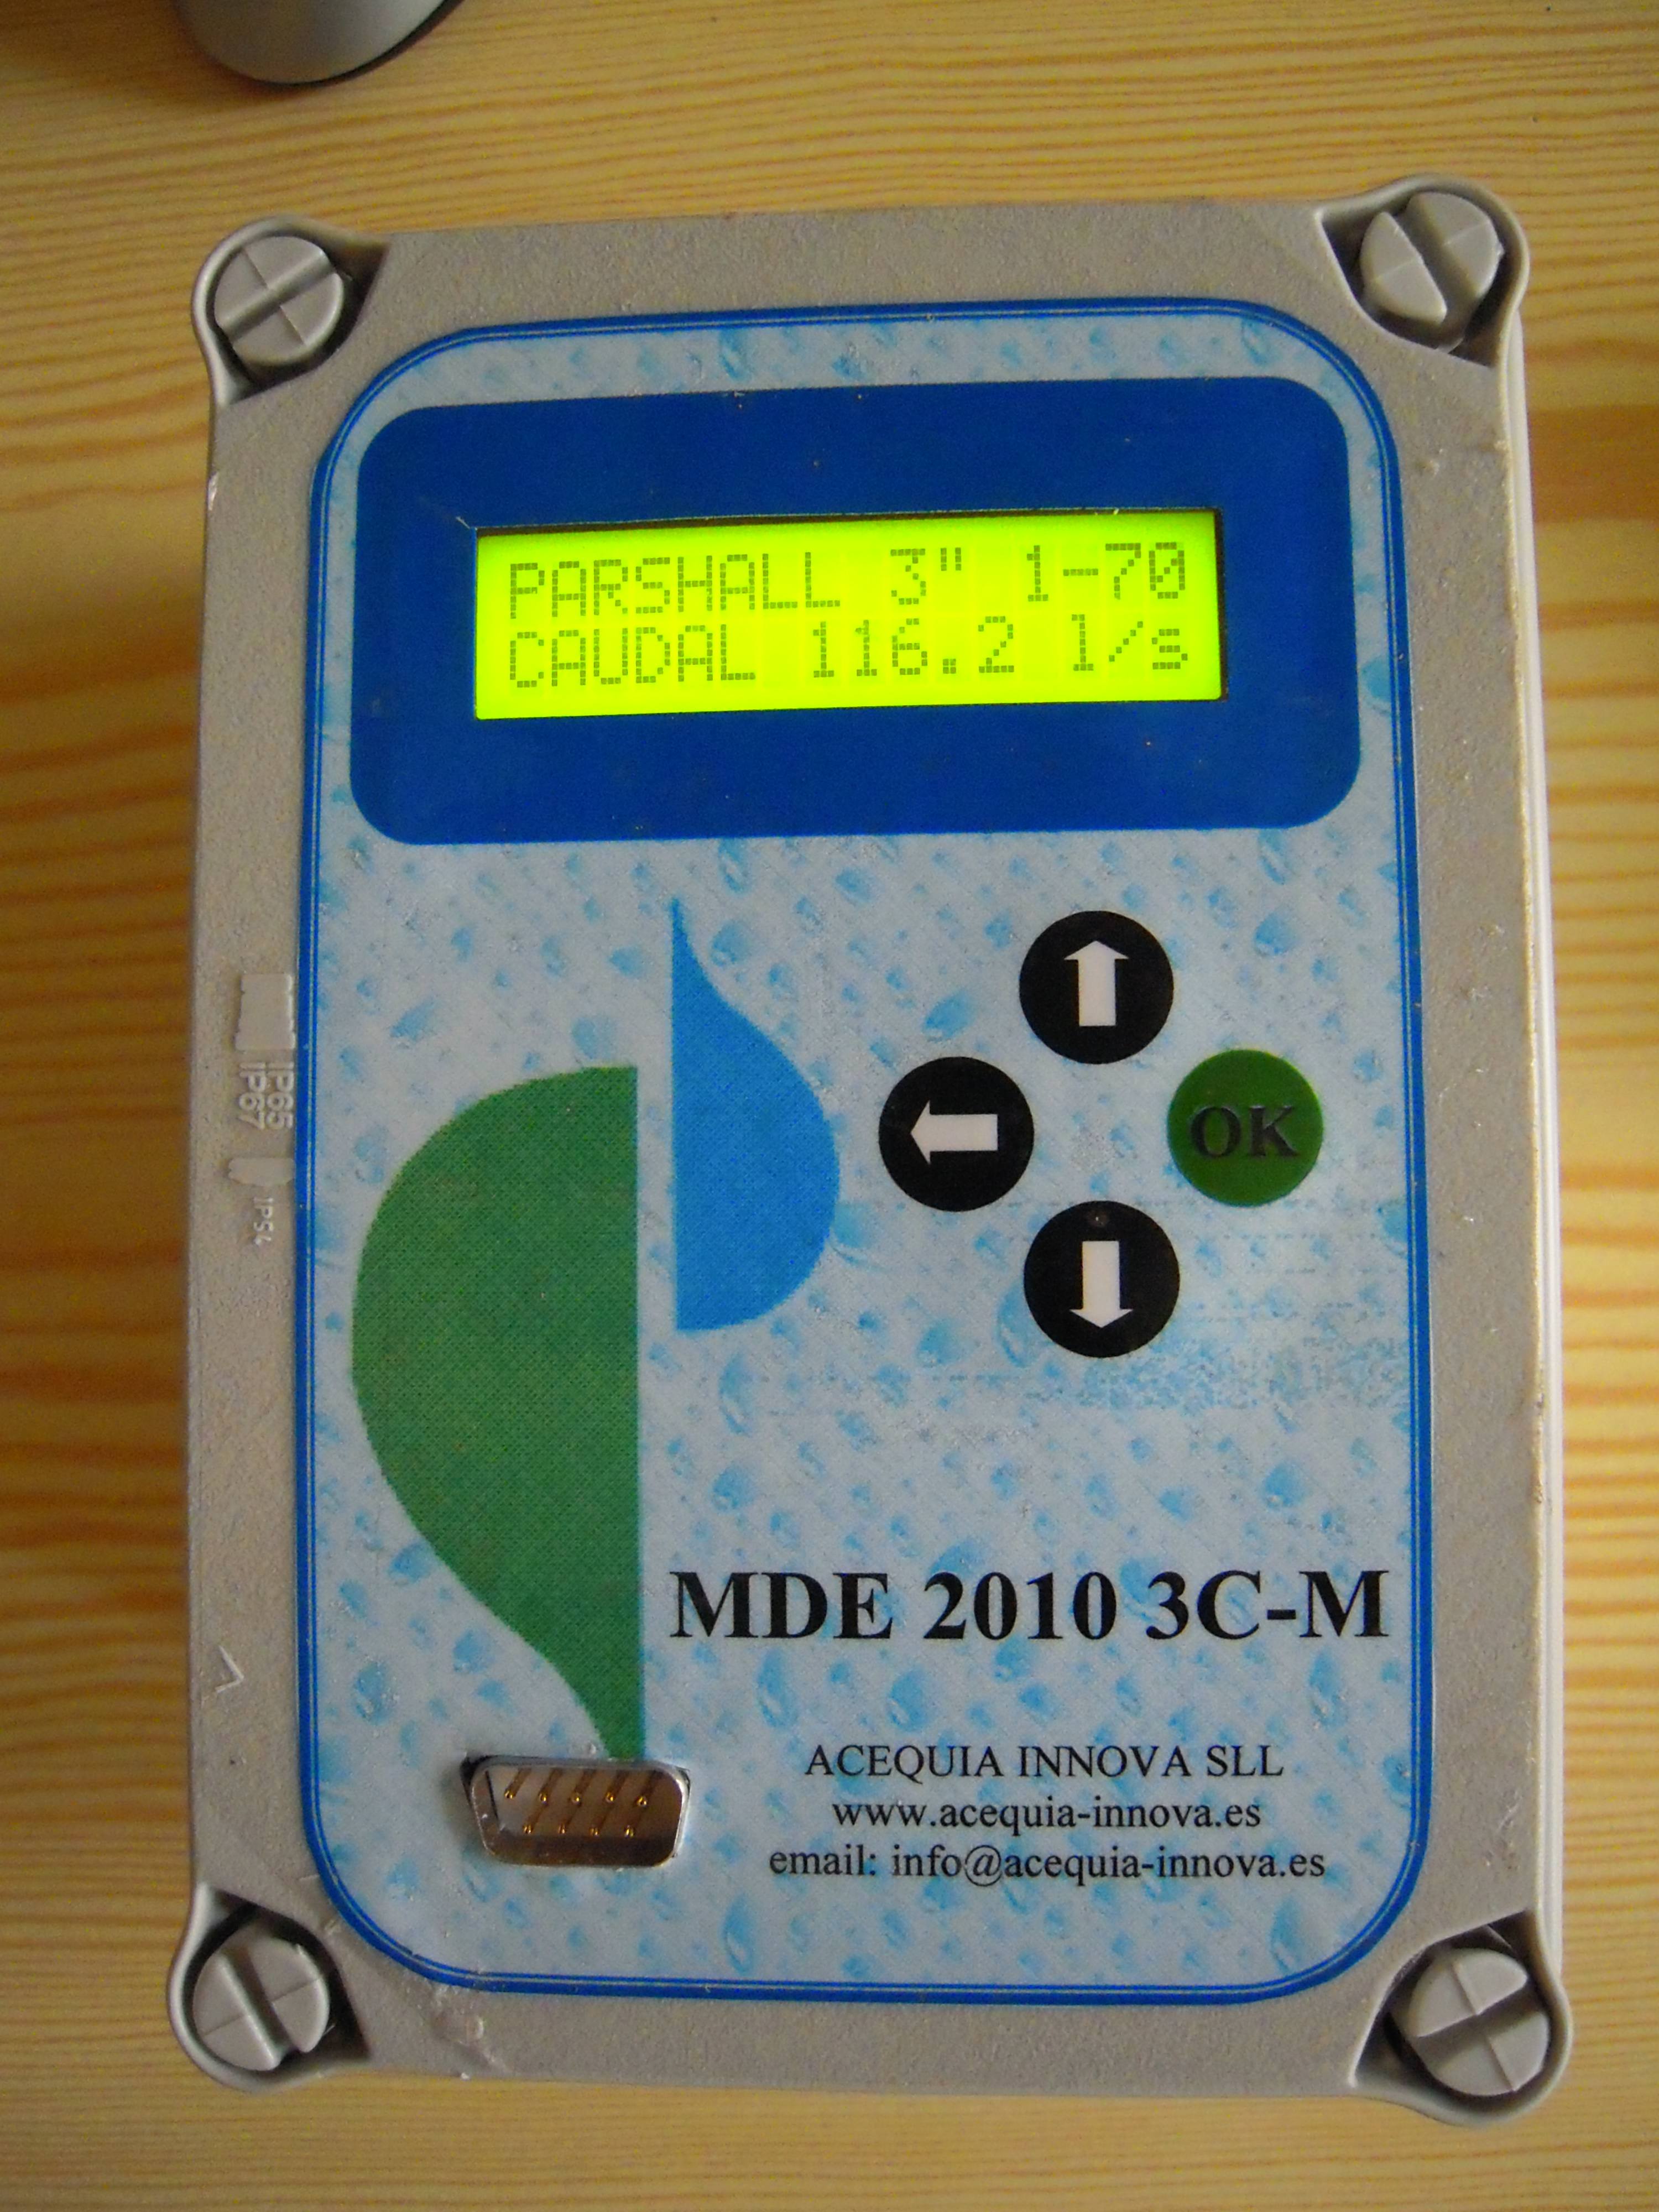 PARSHALL 3" 1-70
CAUDAL 116.2 l/s
OK
IP65
IP67
IP54
MDE 2010 3C-M
ACEQUIA INNOVA SLL
www.acequia-innova.es
email: info@acequia-innova.es